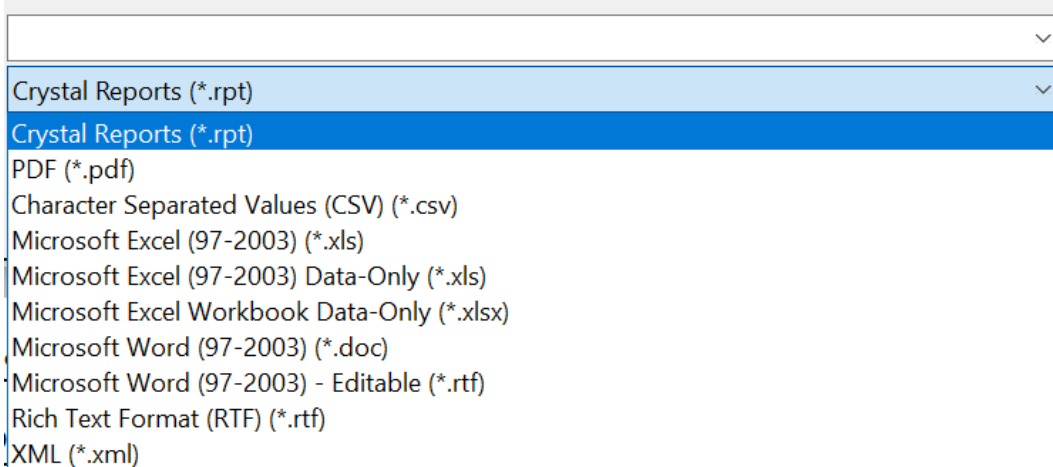 Crystal Reports (*.rpt)
Crystal Reports (*.rpt)
PDF (*.pdf)
Character Separated Values (CSV) (*.csv)
Microsoft Excel (97-2003) (*.xls)
Microsoft Excel (97-2003) Data-Only (*.xls)
Microsoft Excel Workbook Data-Only (*.xlsx)
Microsoft Word (97-2003) (*.doc)
Microsoft Word (97-2003) - Editable (*.rtf)
Rich Text Format (RTF) (*.rtf)
XML (*.xml)